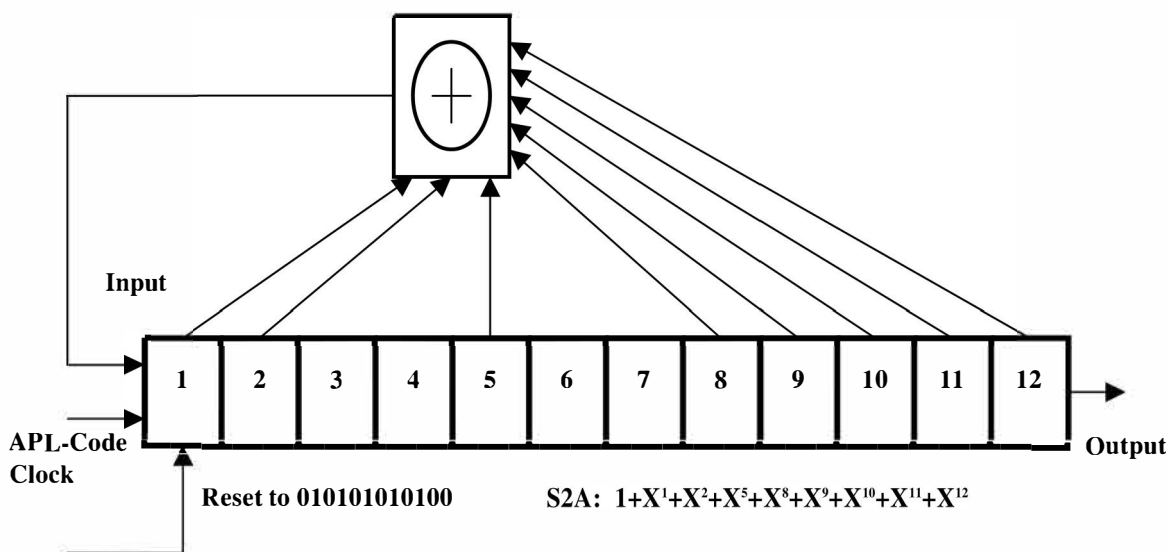 Input
1 2 3 4 5 6 7 8 9 10 11 12
APL-Code
Clock
Output
Reset to 010101010100
S2A: 1+X¹+X²+X⁵+X⁸+X⁹+X¹⁰+X¹¹+X¹²